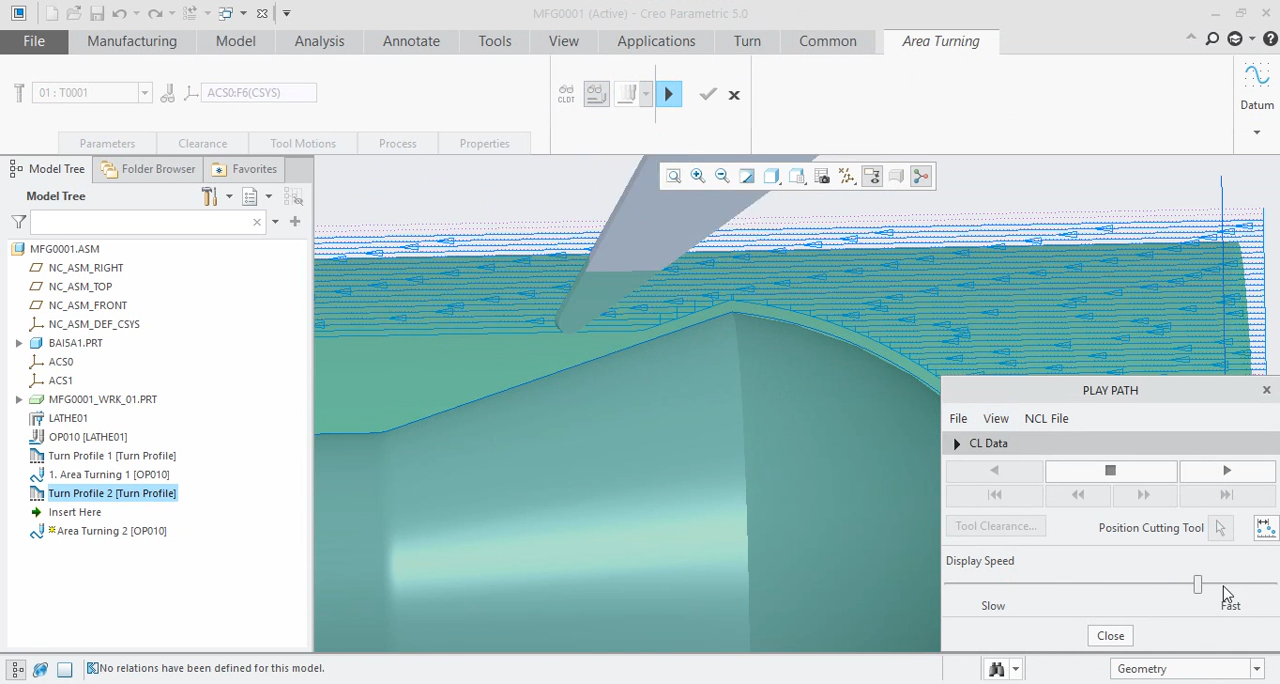 MFG0001 (Active) - Creo Parametric 5.0
File Manufacturing Model Analysis Annotate Tools View Applications Turn Common Area Turning
01 : T0001 ACS0:F6(CSYS) CL DT
Datum
Parameters Clearance Tool Motions Process Properties
Model Tree Folder Browser Favorites
Model Tree
MFG0001.ASM
NC_ASM_RIGHT
NC_ASM_TOP
NC_ASM_FRONT
NC_ASM_DEF_CSYS
BAI5A1.PRT
ACS0
ACS1
MFG0001_WRK_01.PRT
LATHE01
OP010 [LATHE01]
Turn Profile 1 [Turn Profile]
1. Area Turning 1 [OP010]
Turn Profile 2 [Turn Profile]
Insert Here
Area Turning 2 [OP010]
PLAY PATH
File View NCL File
CL Data
Tool Clearance... Position Cutting Tool
Display Speed
Slow Fast
Close
No relations have been defined for this model.
Geometry